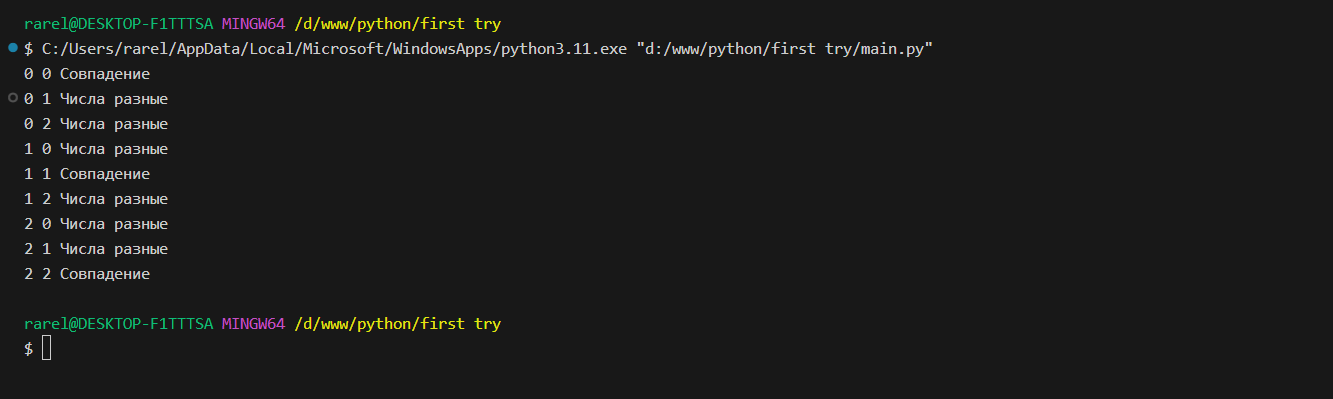 rarel@DESKTOP-F1TTTSA MINGW64 /d/www/python/first try
$ C:/Users/rarel/AppData/Local/Microsoft/WindowsApps/python3.11.exe "d:/www/python/first try/main.py"
0 0 Совпадение
0 1 Числа разные
0 2 Числа разные
1 0 Числа разные
1 1 Совпадение
1 2 Числа разные
2 0 Числа разные
2 1 Числа разные
2 2 Совпадение
rarel@DESKTOP-F1TTTSA MINGW64 /d/www/python/first try
$